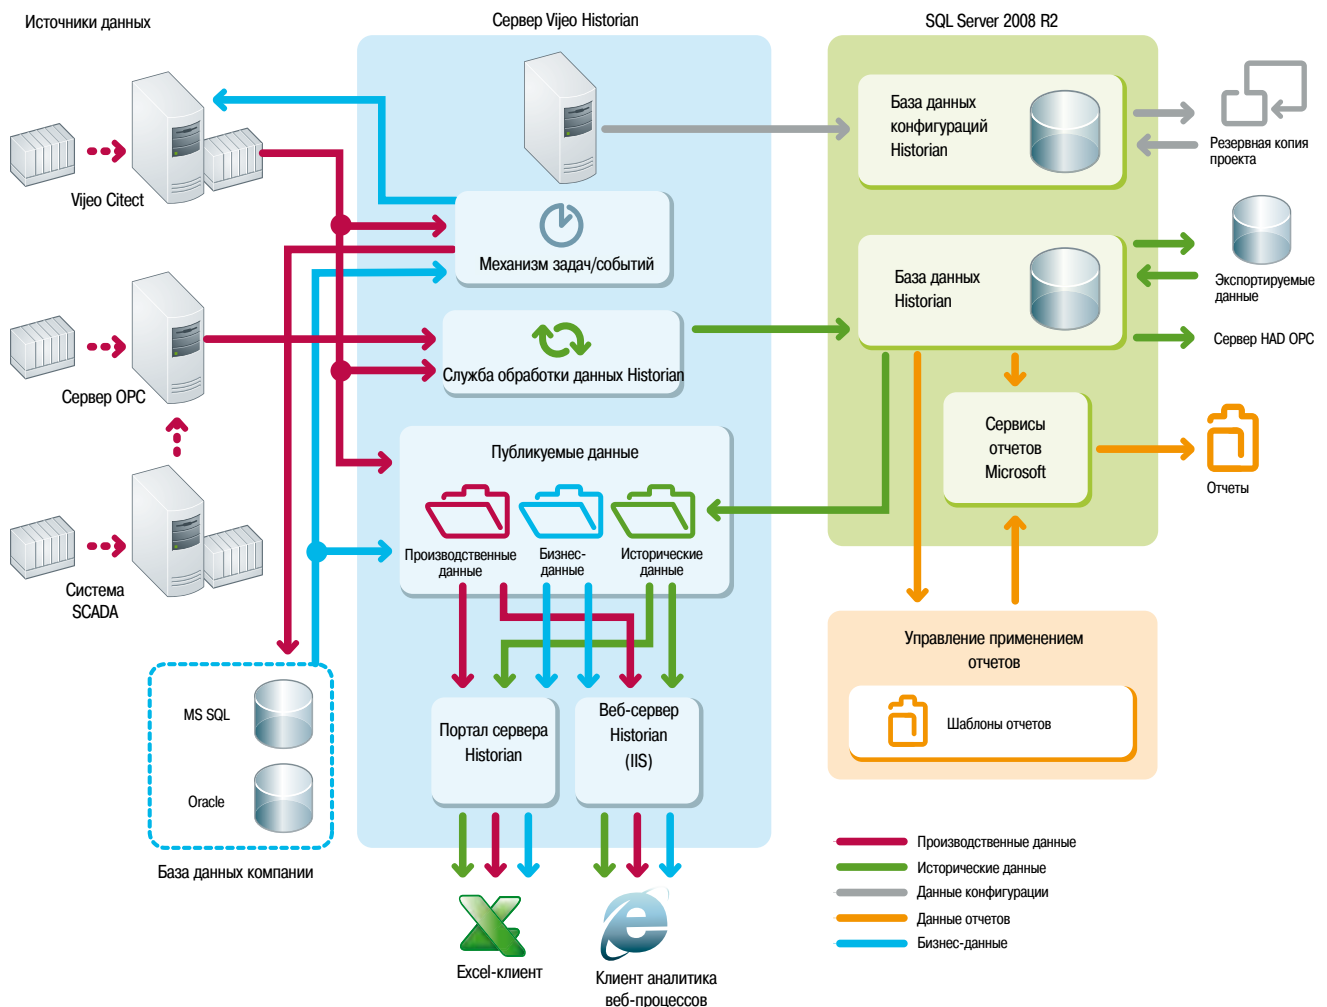 Источники данных
Сервер Vijeo Historian
SQL Server 2008 R2
Vijeo Citect
Сервер OPC
Система
SCADA
MS SQL
Oracle
База данных компании
Механизм задач/событий
Служба обработки данных Historian
Публикуемые данные
Производственные
данные
Бизнес-
данные
Исторические
данные
Портал сервера
Historian
Веб-сервер
Historian
(IIS)
Excel-клиент
Клиент аналитика
веб-процессов
База данных
конфигураций
Historian
База данных
Historian
Сервисы
отчетов
Microsoft
Резервная копия
проекта
Экспортируемые
данные
Сервер HAD OPC
Отчеты
Управление применением
отчетов
Шаблоны отчетов
Производственные данные
Исторические данные
Данные конфигурации
Данные отчетов
Бизнес-данные